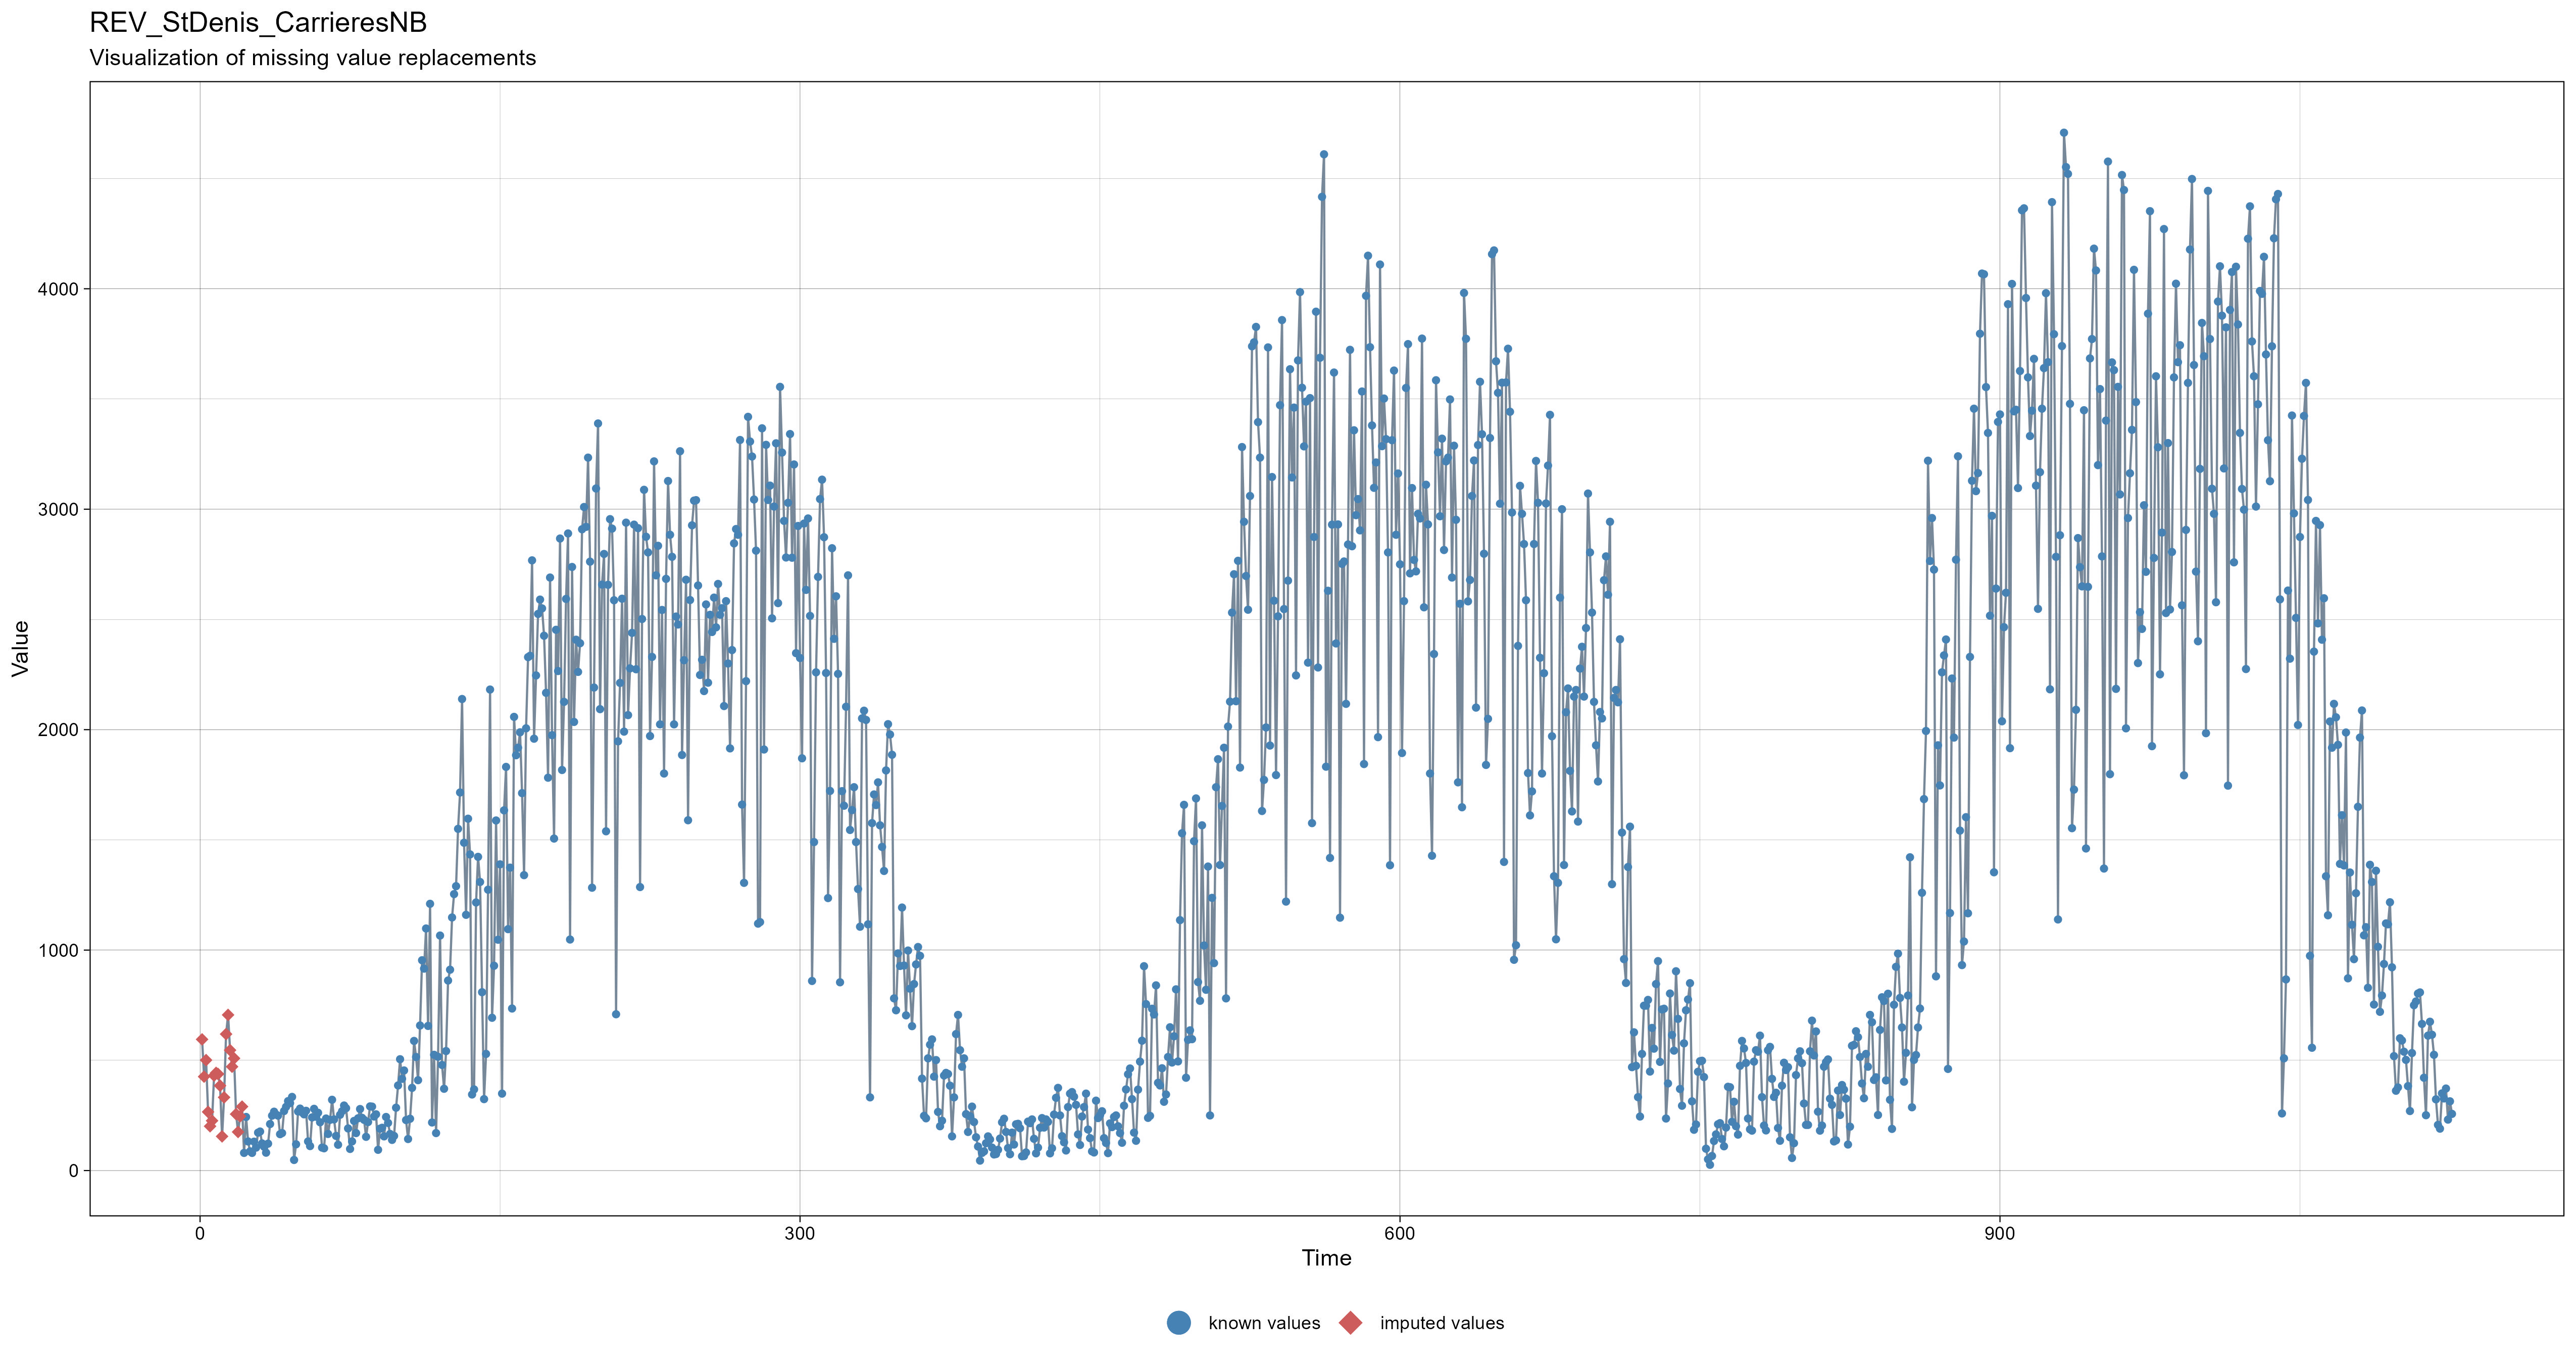 REV_StDenis_CarrieresNB
Visualization of missing value replacements
Value
4000
3000
2000
1000
0
0 300 600 900
Time
known values imputed values